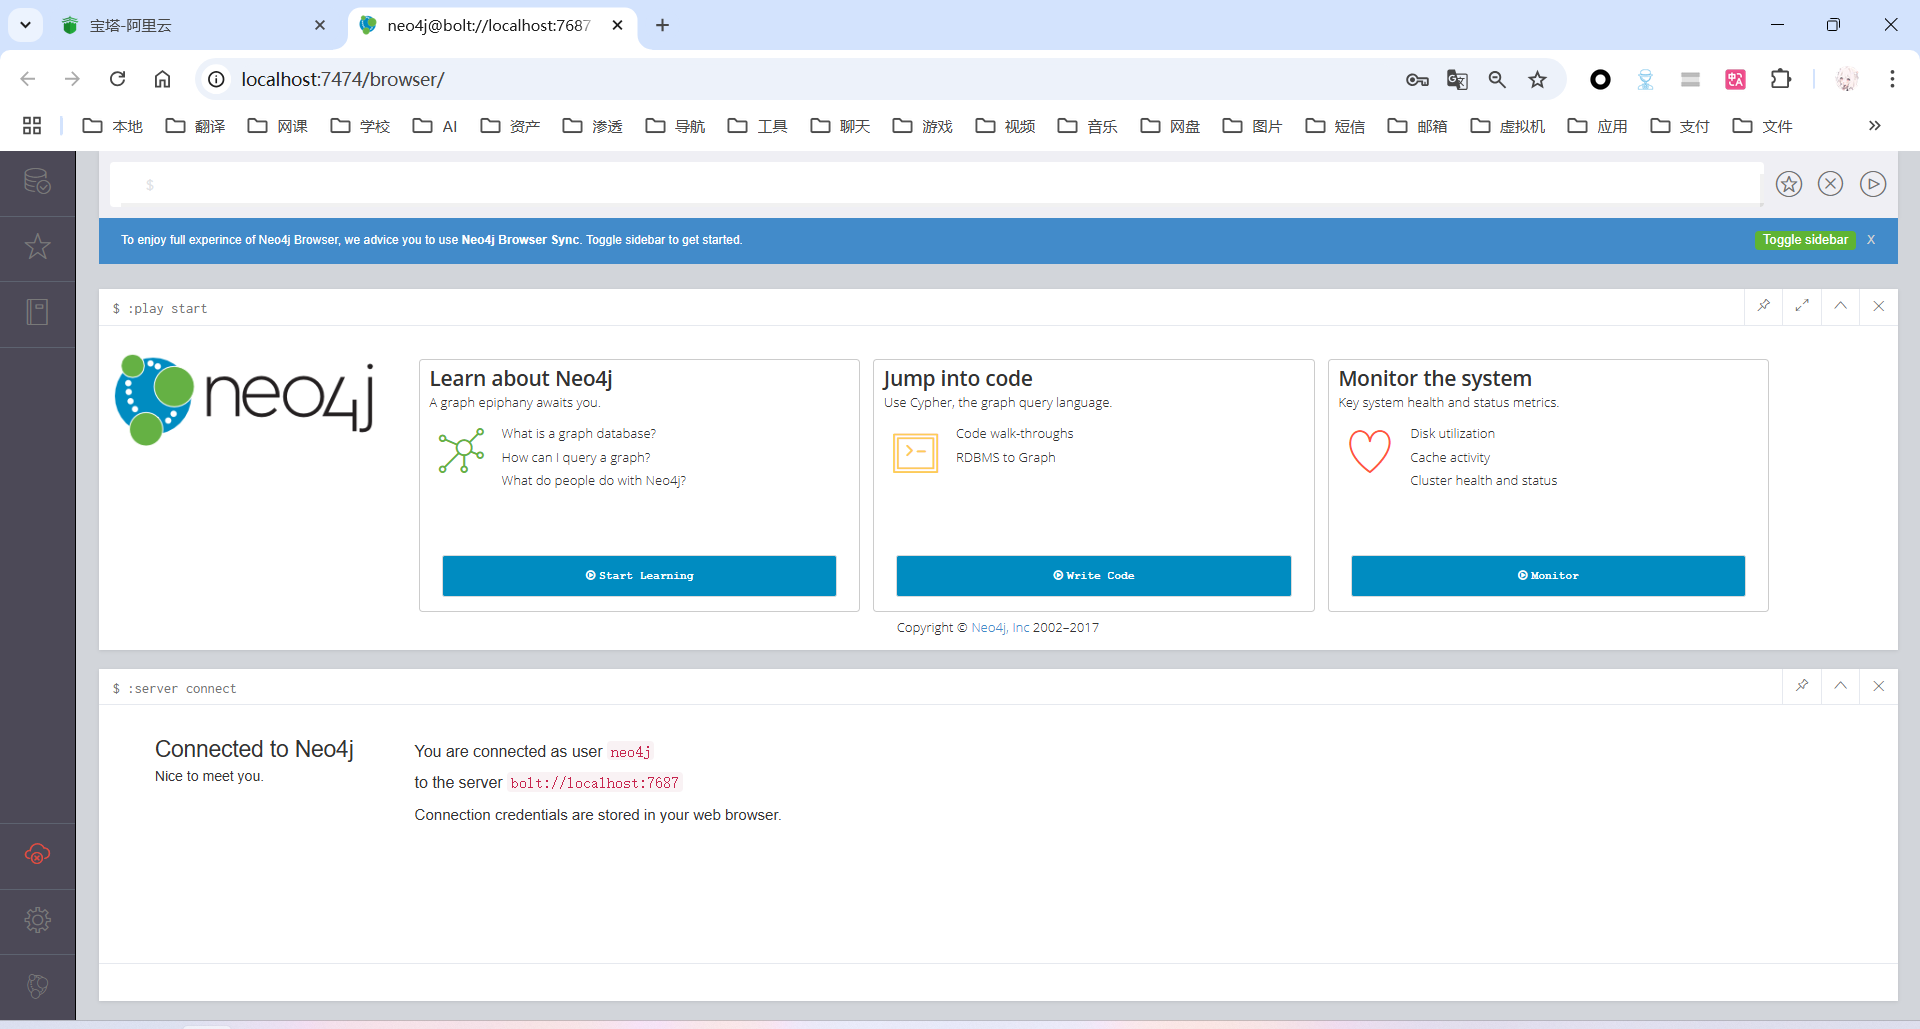 宝塔-阿里云
neo4j@bolt://localhost:7687
localhost:7474/browser/
本地 翻译 网课 学校 AI 资产 渗透 导航 工具 聊天 游戏 视频 音乐 网盘 图片 短信 邮箱 虚拟机 应用 支付 文件
$
To enjoy full experince of Neo4j Browser, we advice you to use Neo4j Browser Sync. Toggle sidebar to get started.
Toggle sidebar X
$ :play start
neo4j
Learn about Neo4j
A graph epiphany awaits you.
What is a graph database?
How can I query a graph?
What do people do with Neo4j?
Start Learning
Jump into code
Use Cypher, the graph query language.
Code walk-throughs
RDBMS to Graph
Write Code
Monitor the system
Key system health and status metrics.
Disk utilization
Cache activity
Cluster health and status
Monitor
Copyright © Neo4j, Inc 2002–2017
$ :server connect
Connected to Neo4j
Nice to meet you.
You are connected as user neo4j
to the server bolt://localhost:7687
Connection credentials are stored in your web browser.